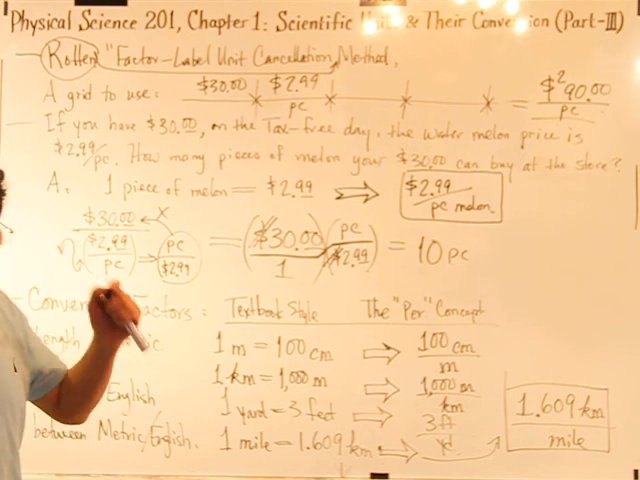 Physical Science 201, Chapter 1: Scientific Units & Their Conversion (Part-III)
Rotten "Factor-Label Unit Cancellation" Method.
A grid to use: $30.00 × $2.99/pc × × = $²90.00/pc
If you have $30.00, on the Tax-free day, the water melon price is
$2.99/pc. How many pieces of melon your $30.00 can buy at the store?
A. 1 piece of melon = $2.99 ⇒ $2.99/pc melon.
$30.00/($2.99/pc) × pc/$2.99 = ($30.00/1)(pc/$2.99) = 10 pc
Conver Factors: Textbook Style The "Per" Concept
1 m = 100 cm ⇒ 100 cm/m
1 km = 1,000 m ⇒ 1,000 m/km
English 1 yard = 3 feet ⇒ 3 ft/yd
between Metric/English. 1 mile = 1.609 km ⇒ 1.609 km/mile